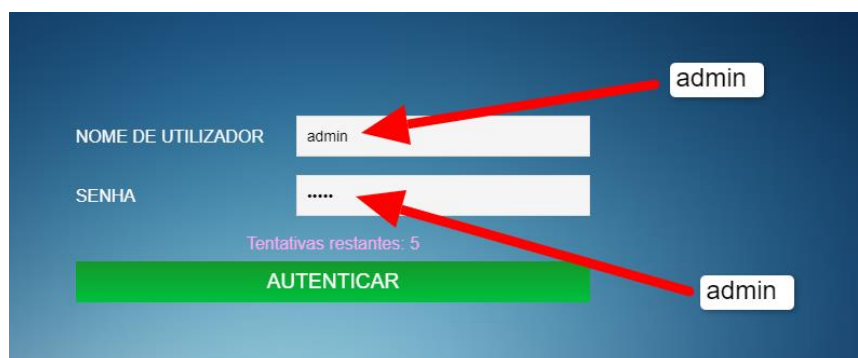 admin
NOME DE UTILIZADOR admin
SENHA •••••
Tentativas restantes: 5
AUTENTICAR
admin